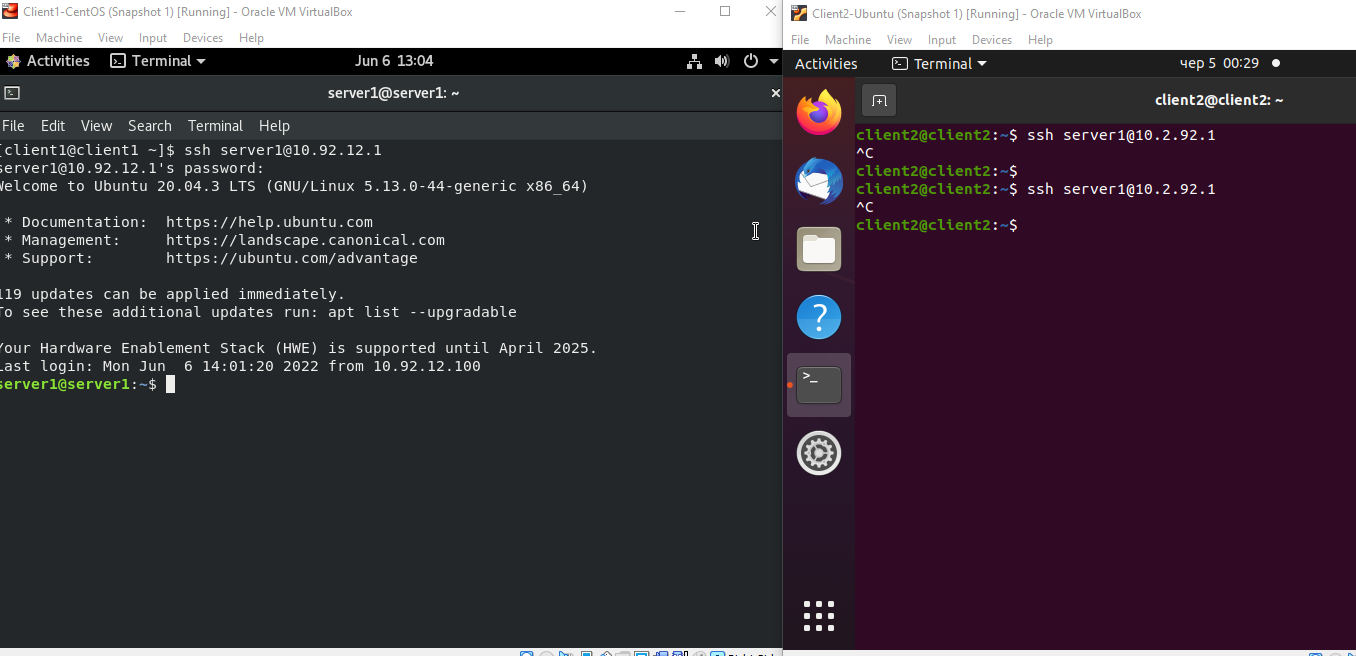 Client1-CentOS (Snapshot 1) [Running] - Oracle VM VirtualBox
File Machine View Input Devices Help
Activities Terminal Jun 6 13:04
server1@server1: ~
File Edit View Search Terminal Help
[client1@client1 ~]$ ssh server1@10.92.12.1
server1@10.92.12.1's password:
Welcome to Ubuntu 20.04.3 LTS (GNU/Linux 5.13.0-44-generic x86_64)
* Documentation: https://help.ubuntu.com
* Management: https://landscape.canonical.com
* Support: https://ubuntu.com/advantage
119 updates can be applied immediately.
To see these additional updates run: apt list --upgradable
Your Hardware Enablement Stack (HWE) is supported until April 2025.
Last login: Mon Jun  6 14:01:20 2022 from 10.92.12.100
server1@server1:~$
Client2-Ubuntu (Snapshot 1) [Running] - Oracle VM VirtualBox
File Machine View Input Devices Help
Activities Terminal чер 5 00:29
client2@client2: ~
client2@client2:~$ ssh server1@10.2.92.1
^C
client2@client2:~$
client2@client2:~$ ssh server1@10.2.92.1
^C
client2@client2:~$